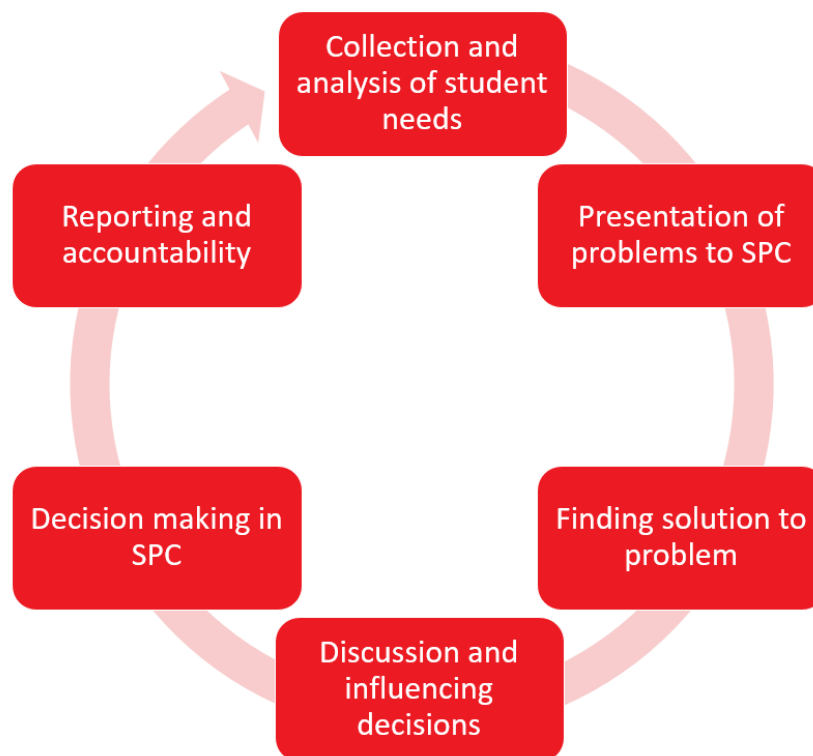 Collection and
analysis of student
needs
Presentation of
problems to SPC
Finding solution to
problem
Discussion and
influencing
decisions
Decision making in
SPC
Reporting and
accountability